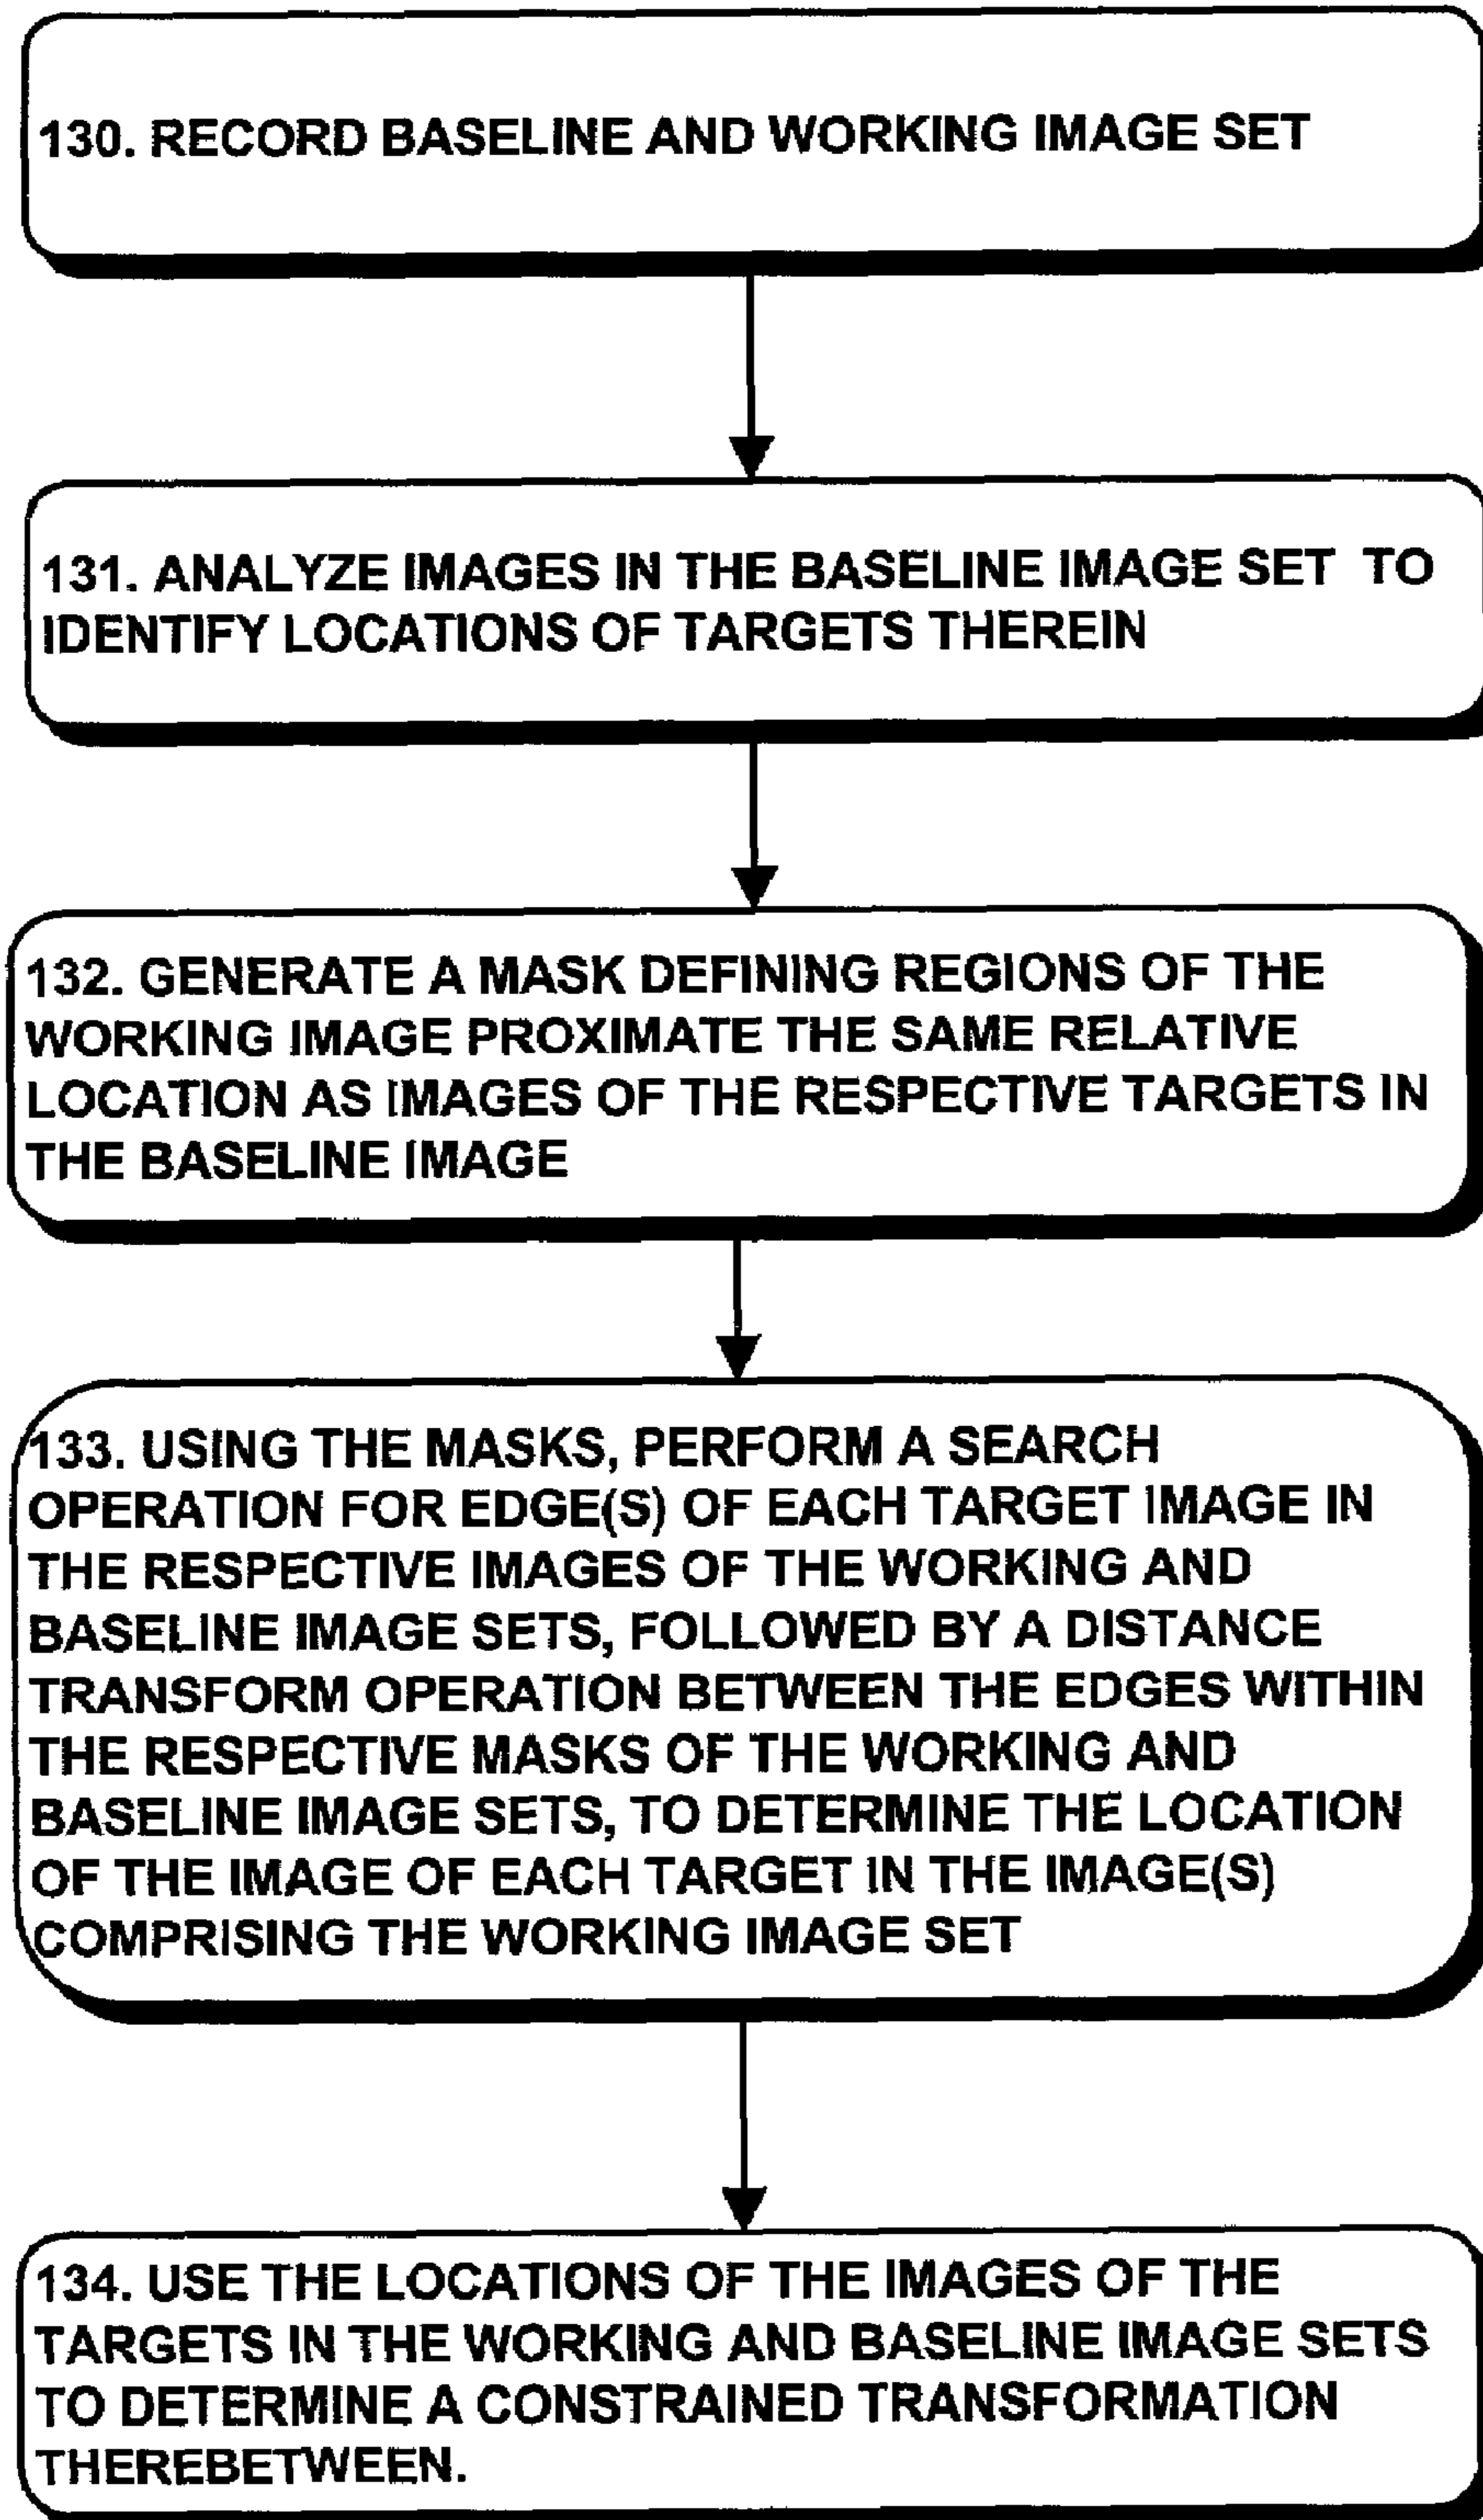 130. RECORD BASELINE AND WORKING IMAGE SET
131. ANALYZE IMAGES IN THE BASELINE IMAGE SET TO
IDENTIFY LOCATIONS OF TARGETS THEREIN
132. GENERATE A MASK DEFINING REGIONS OF THE
WORKING IMAGE PROXIMATE THE SAME RELATIVE
LOCATION AS IMAGES OF THE RESPECTIVE TARGETS IN
THE BASELINE IMAGE
133. USING THE MASKS, PERFORM A SEARCH
OPERATION FOR EDGE(S) OF EACH TARGET IMAGE IN
THE RESPECTIVE IMAGES OF THE WORKING AND
BASELINE IMAGE SETS, FOLLOWED BY A DISTANCE
TRANSFORM OPERATION BETWEEN THE EDGES WITHIN
THE RESPECTIVE MASKS OF THE WORKING AND
BASELINE IMAGE SETS, TO DETERMINE THE LOCATION
OF THE IMAGE OF EACH TARGET IN THE IMAGE(S)
COMPRISING THE WORKING IMAGE SET
134. USE THE LOCATIONS OF THE IMAGES OF THE
TARGETS IN THE WORKING AND BASELINE IMAGE SETS
TO DETERMINE A CONSTRAINED TRANSFORMATION
THEREBETWEEN.